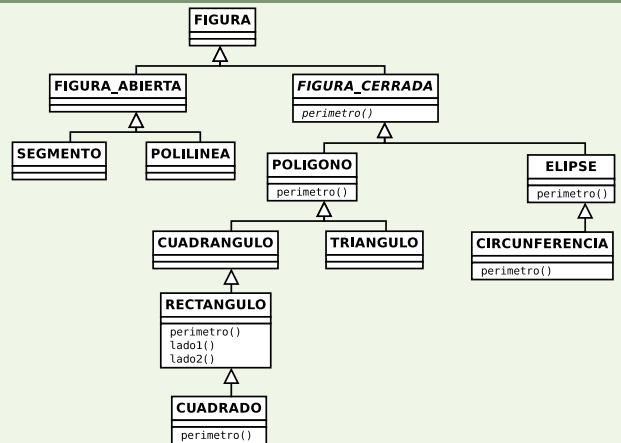 FIGURA
FIGURA_ABIERTA
FIGURA_CERRADA
perimetro()
SEGMENTO
POLILINEA
POLIGONO
perimetro()
ELIPSE
perimetro()
CUADRANGULO
TRIANGULO
CIRCUNFERENCIA
perimetro()
RECTANGULO
perimetro()
lado1()
lado2()
CUADRADO
perimetro()